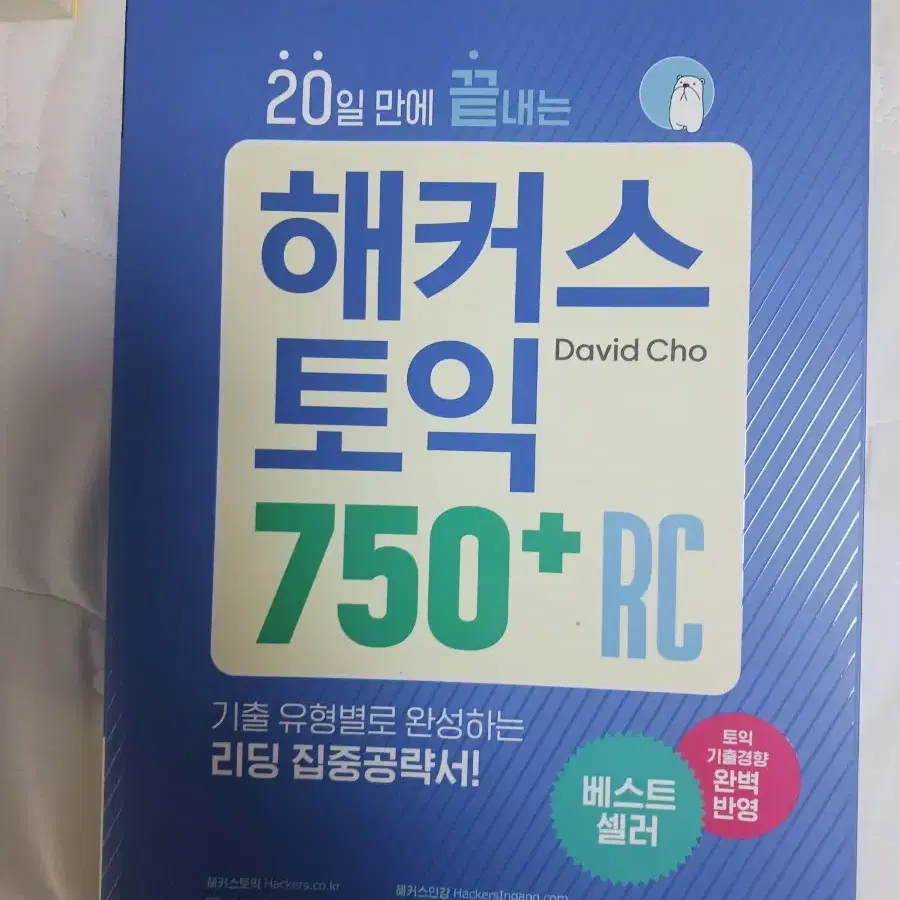 20일 만에 끝내는
해커스
토익
David Cho
750+ RC
기출 유형별로 완성하는
리딩 집중공략서!
베스트
셀러
토익
기출경향
완벽
반영
해커스토익 Hackers.co.kr
해커스인강 HackersIngang.com